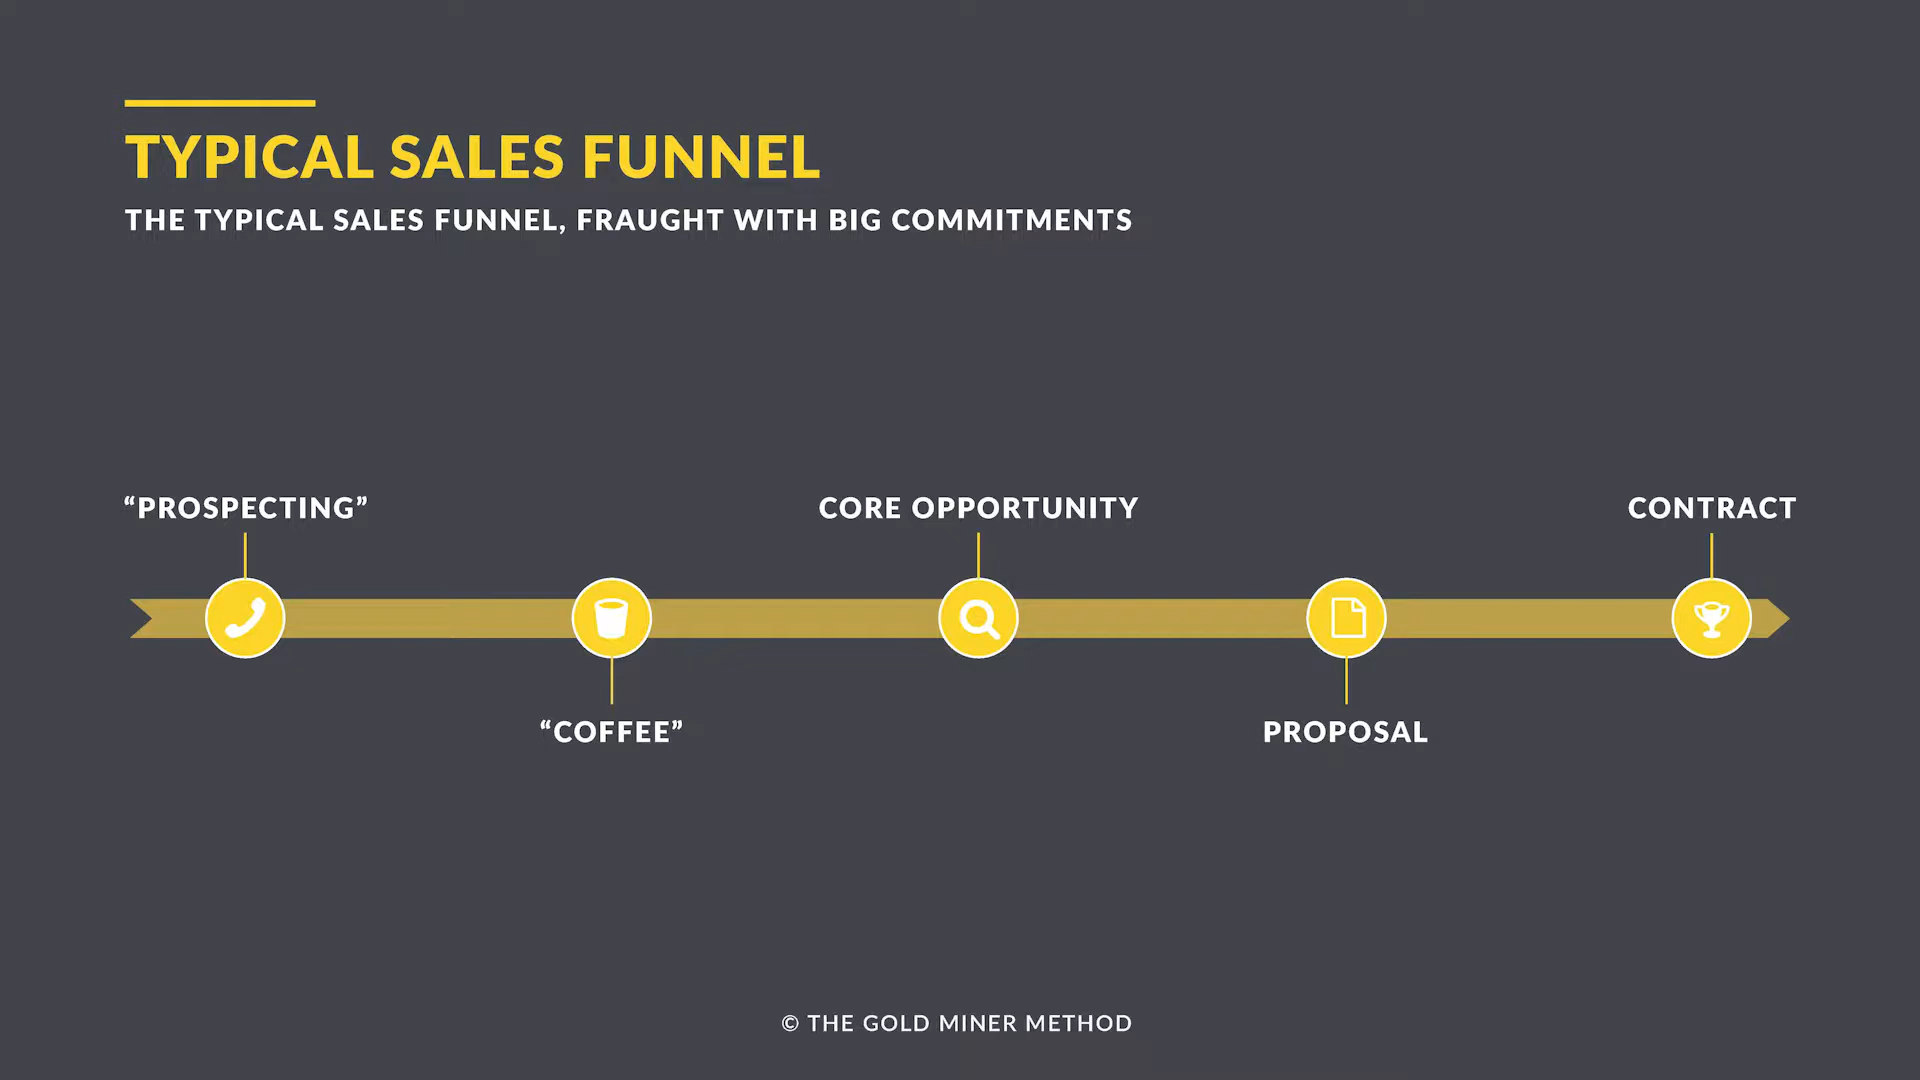 TYPICAL SALES FUNNEL
THE TYPICAL SALES FUNNEL, FRAUGHT WITH BIG COMMITMENTS
“PROSPECTING”
“COFFEE”
CORE OPPORTUNITY
PROPOSAL
CONTRACT
© THE GOLD MINER METHOD